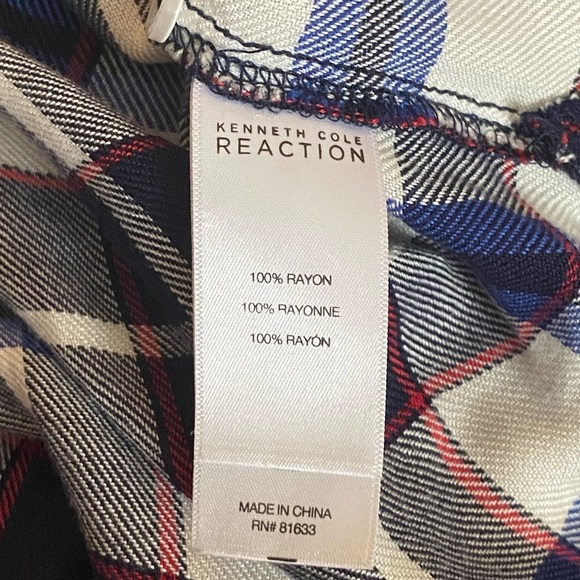 KENNETH COLE
REACTION
100% RAYON
100% RAYONNE
100% RAYÓN
MADE IN CHINA
RN# 81633